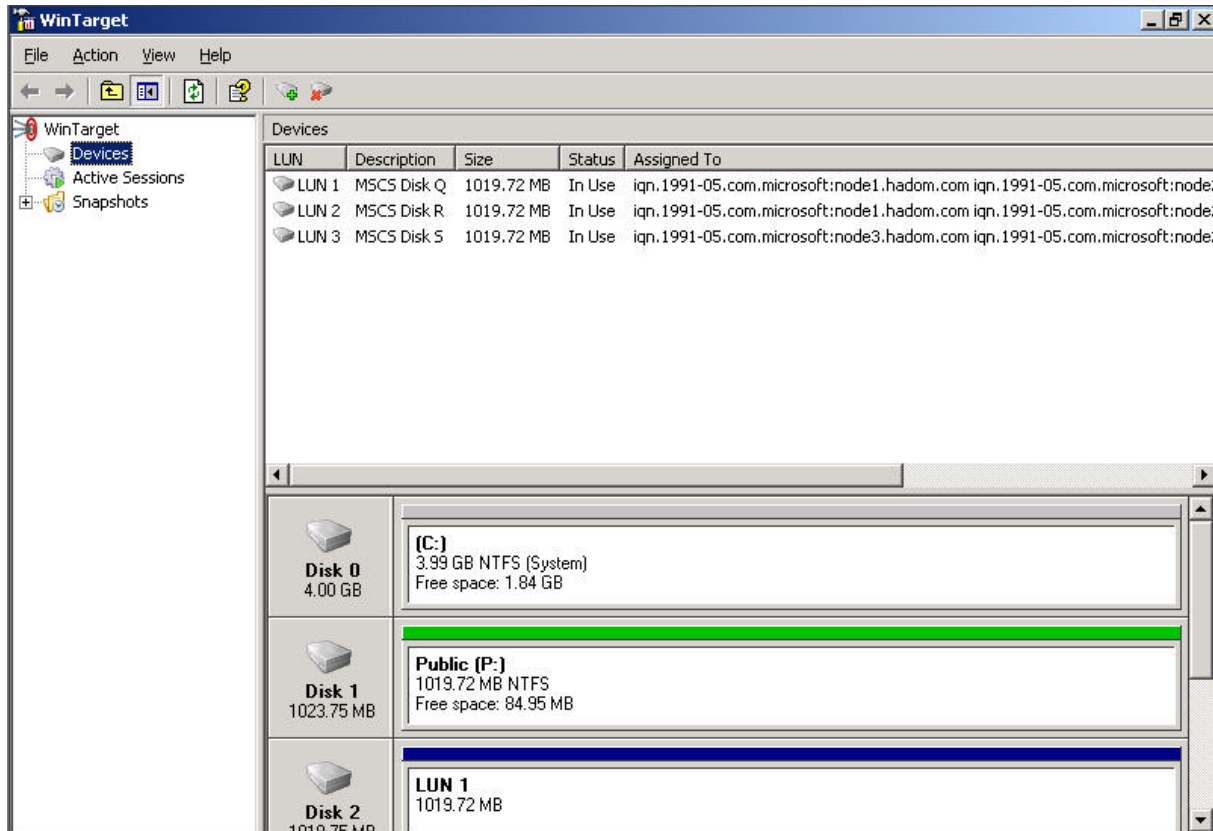 WinTarget
File Action View Help
WinTarget
Devices
Active Sessions
Snapshots
Devices
LUN Description Size Status Assigned To
LUN 1 MSCS Disk Q 1019.72 MB In Use iqn.1991-05.com.microsoft:node1.hadom.com iqn.1991-05.com.microsoft:node
LUN 2 MSCS Disk R 1019.72 MB In Use iqn.1991-05.com.microsoft:node1.hadom.com iqn.1991-05.com.microsoft:node
LUN 3 MSCS Disk S 1019.72 MB In Use iqn.1991-05.com.microsoft:node3.hadom.com iqn.1991-05.com.microsoft:node
Disk 0
4.00 GB
(C:)
3.99 GB NTFS (System)
Free space: 1.84 GB
Disk 1
1023.75 MB
Public (P:)
1019.72 MB NTFS
Free space: 84.95 MB
Disk 2
1019.75 MB
LUN 1
1019.72 MB